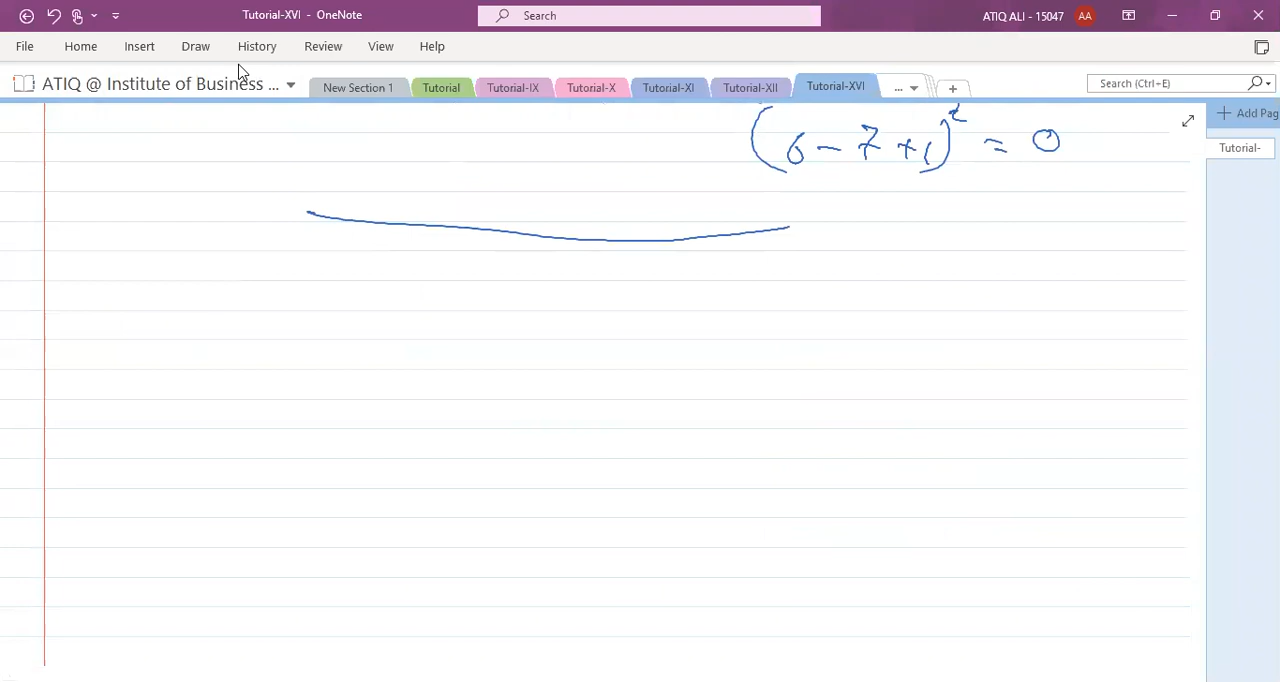 Tutorial-XVI - OneNote
Search
ATIQ ALI - 15047
AA
File Home Insert Draw History Review View Help
ATIQ @ Institute of Business ...
New Section 1 Tutorial Tutorial-IX Tutorial-X Tutorial-XI Tutorial-XII Tutorial-XVI ... +
Search (Ctrl+E)
+ Add Pag
Tutorial-
(6 - 7 + 1)² = 0